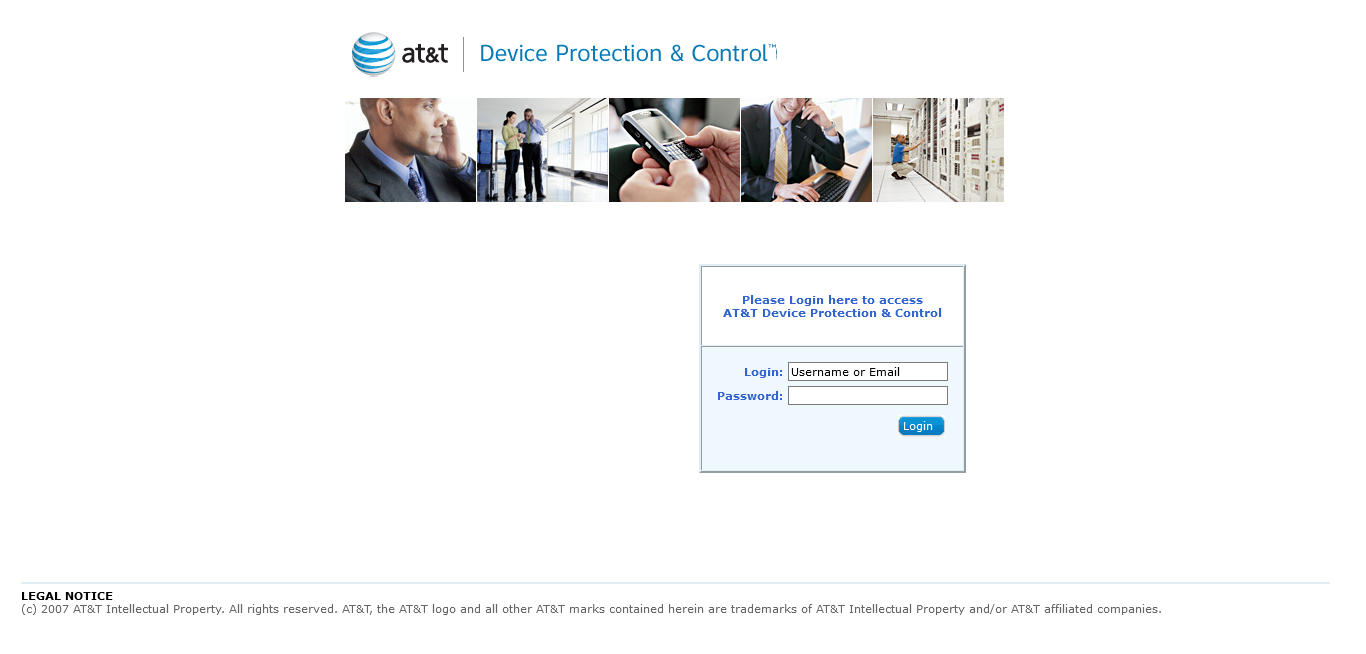 at&t | Device Protection & Control™
Please Login here to access
AT&T Device Protection & Control
Login: Username or Email
Password:
Login
LEGAL NOTICE
(c) 2007 AT&T Intellectual Property. All rights reserved. AT&T, the AT&T logo and all other AT&T marks contained herein are trademarks of AT&T Intellectual Property and/or AT&T affiliated companies.